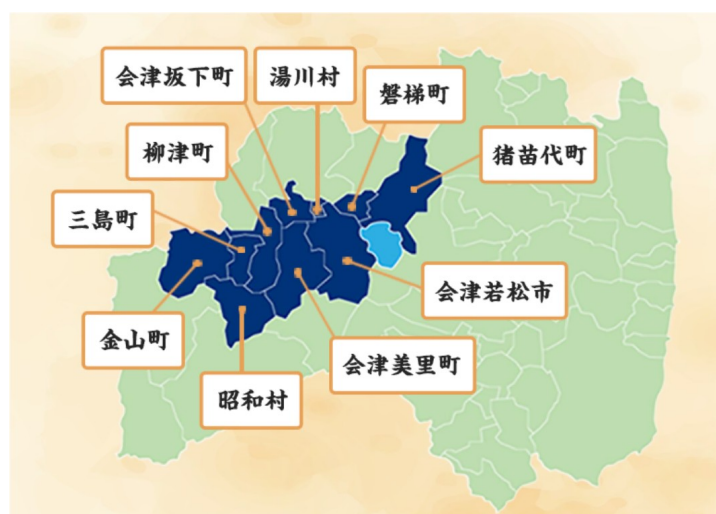 会津坂下町
湯川村
磐梯町
柳津町
猪苗代町
三島町
会津若松市
金山町
会津美里町
昭和村